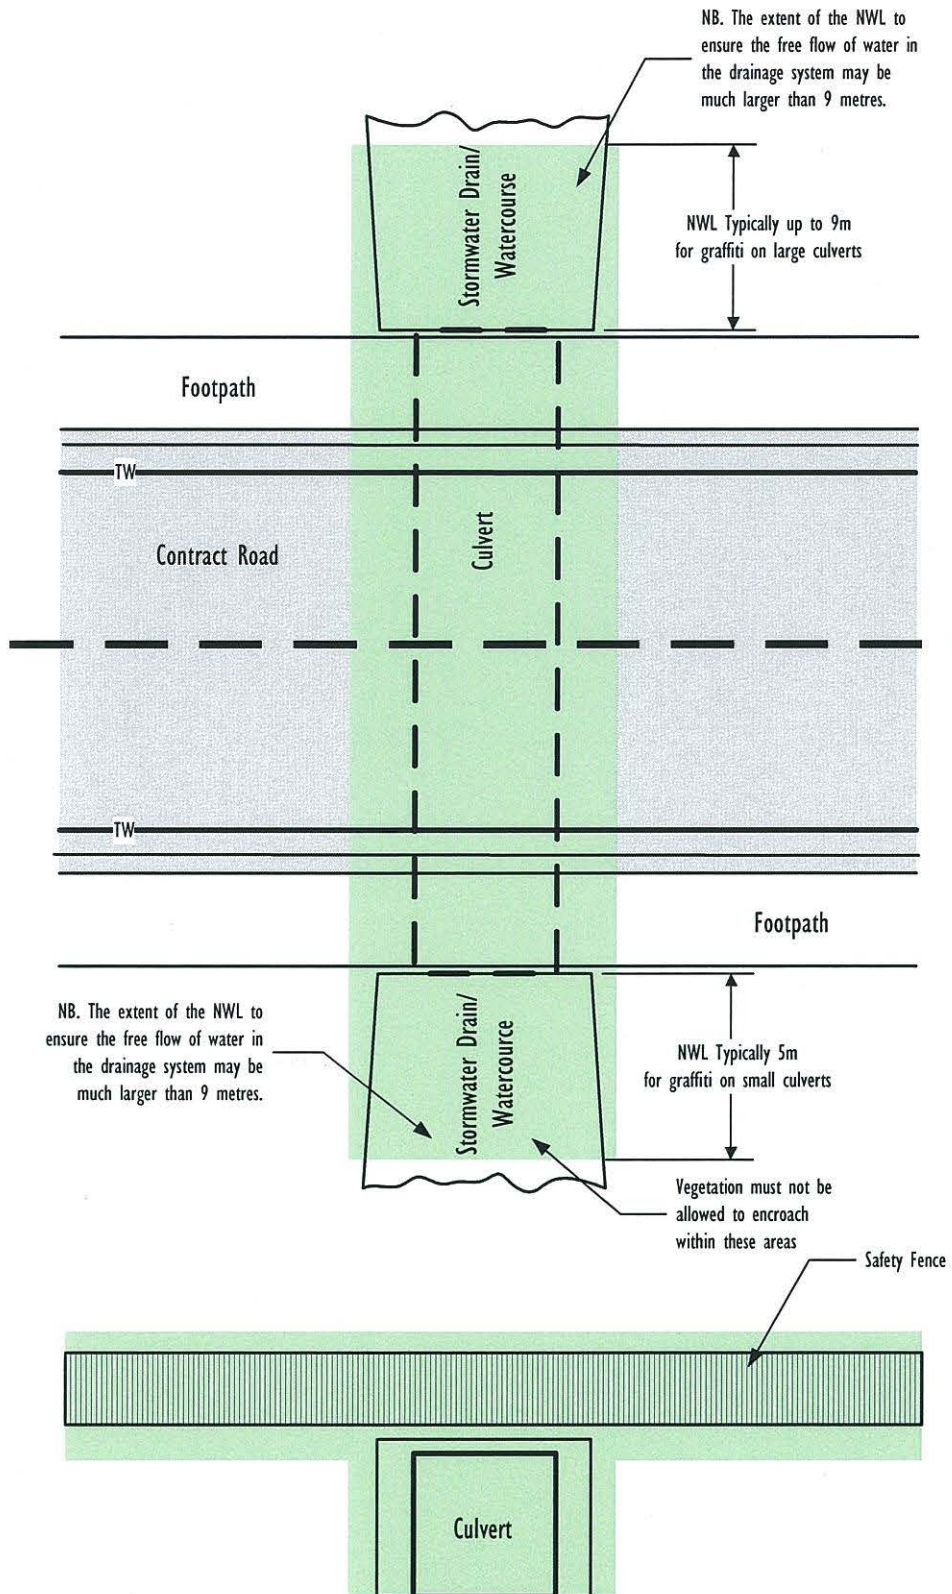 NB. The extent of the NWL to
ensure the free flow of water in
the drainage system may be
much larger than 9 metres.
Stormwater Drain/
Watercourse
NWL Typically up to 9m
for graffiti on large culverts
Footpath
TW
Contract Road
Culvert
TW
Footpath
NB. The extent of the NWL to
ensure the free flow of water in
the drainage system may be
much larger than 9 metres.
Stormwater Drain/
Watercource
NWL Typically 5m
for graffiti on small culverts
Vegetation must not be
allowed to encroach
within these areas
Safety Fence
Culvert